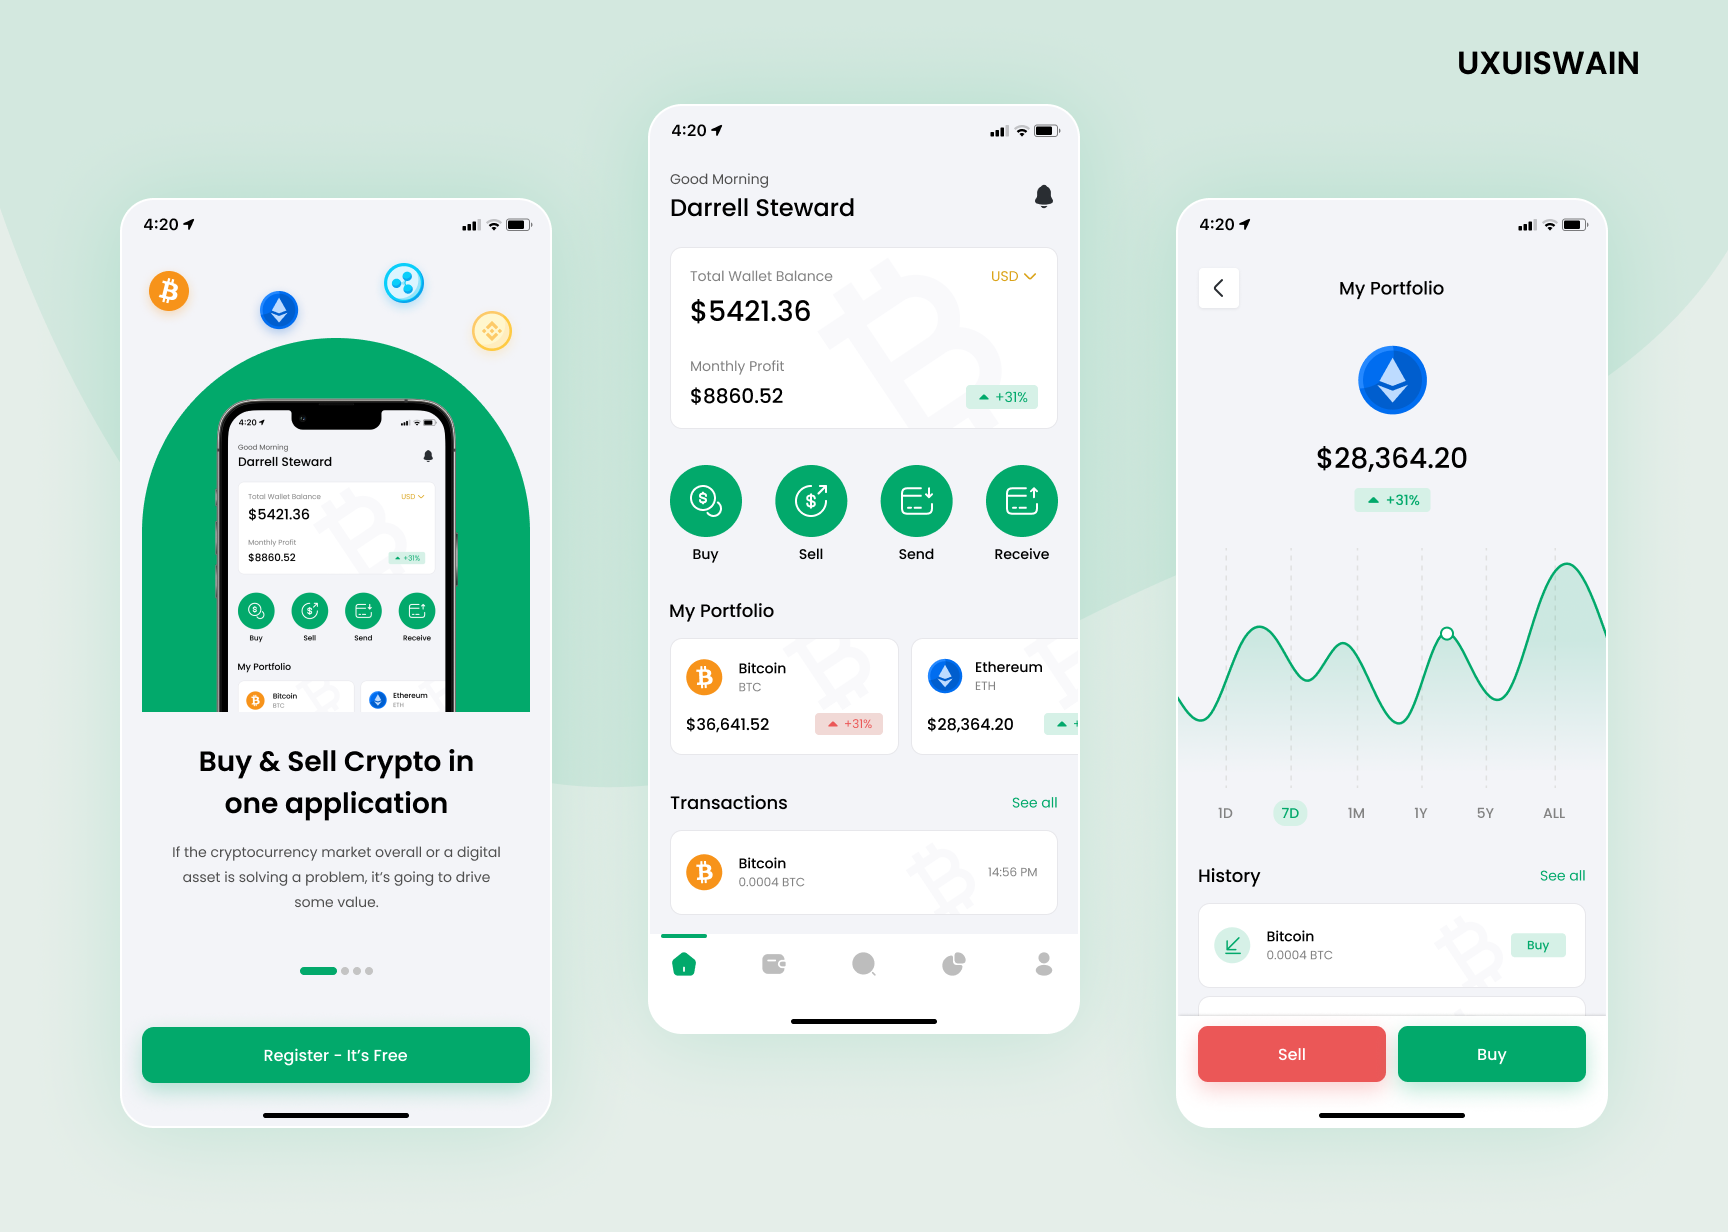 UXUISWAIN
4:20
4:20
Good Morning
Darrell Steward
Total Wallet Balance
USD
$5421.36
Monthly Profit
$8860.52
+31%
Buy
Sell
Send
Receive
My Portfolio
Bitcoin
BTC
Ethereum
ETH
Buy & Sell Crypto in
one application
If the cryptocurrency market overall or a digital
asset is solving a problem, it's going to drive
some value.
Register - It's Free
4:20
Good Morning
Darrell Steward
Total Wallet Balance
USD
$5421.36
Monthly Profit
$8860.52
+31%
Buy
Sell
Send
Receive
My Portfolio
Bitcoin
BTC
$36,641.52
+31%
Ethereum
ETH
$28,364.20
+
Transactions
See all
Bitcoin
0.0004 BTC
14:56 PM
4:20
My Portfolio
$28,364.20
+31%
1D
7D
1M
1Y
5Y
ALL
History
See all
Bitcoin
0.0004 BTC
Buy
Sell
Buy